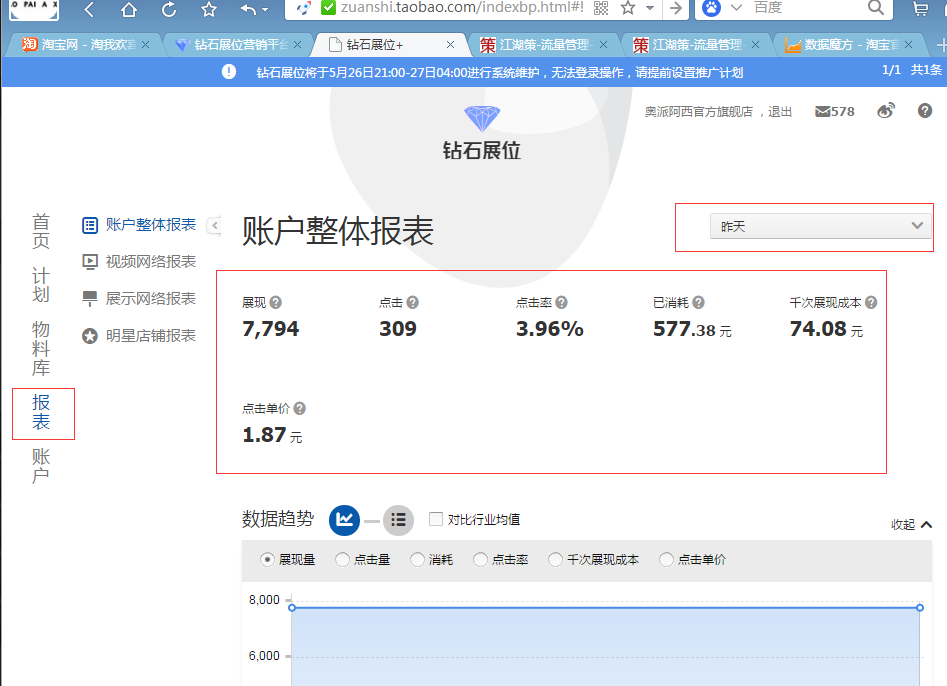 zuanshi.taobao.com/indexbp.html#!
百度
淘宝网 - 淘我欢喜
钻石展位营销平台
钻石展位+
江湖策-流量管理
江湖策-流量管理
数据魔方 - 淘宝官
钻石展位将于5月26日21:00-27日04:00进行系统维护，无法登录操作，请提前设置推广计划
1/1 共1条
奥派阿西官方旗舰店 ，退出
578
钻石展位
首页
计划
物料库
报表
账户
账户整体报表
视频网络报表
展示网络报表
明星店铺报表
账户整体报表
昨天
展现 点击 点击率 已消耗 千次展现成本
7,794 309 3.96% 577.38 元 74.08 元
点击单价
1.87 元
数据趋势
对比行业均值
收起
展现量 点击量 消耗 点击率 千次展现成本 点击单价
8,000
6,000